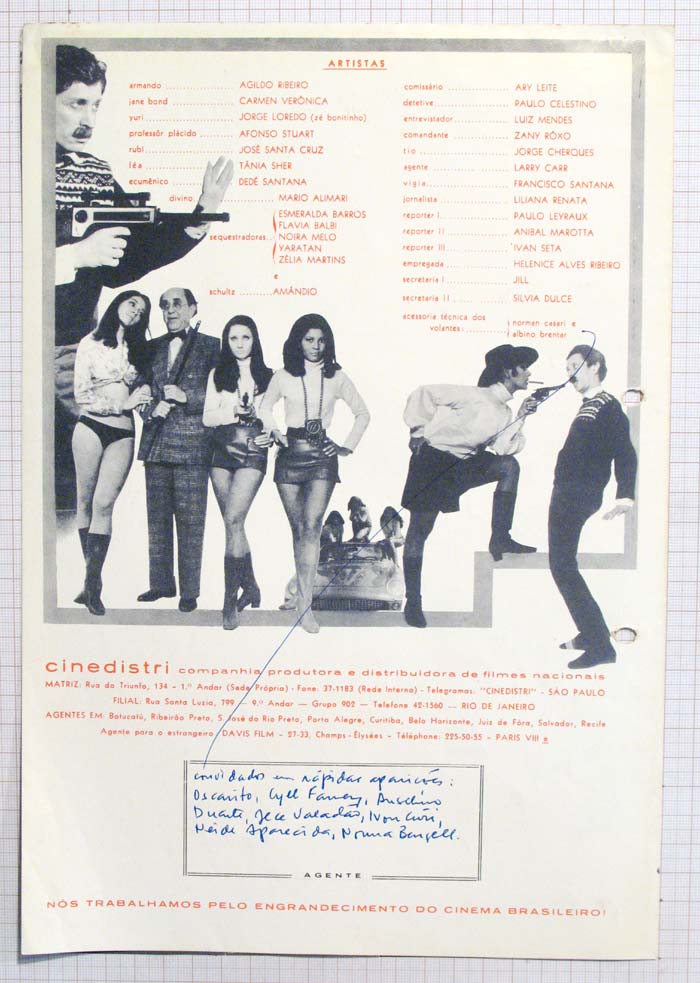 ARTISTAS
armando .................. AGILDO RIBEIRO
jane bond ................ CARMEN VERÔNICA
yuri ..................... JORGE LOREDO (zé bonitinho)
professôr plácido ........ AFONSO STUART
rubi ..................... JOSÉ SANTA CRUZ
léa ...................... TÂNIA SHER
ecumênico ................ DEDÉ SANTANA
divino .............. MARIO ALIMARI
sequestradoras..
ESMERALDA BARROS
FLAVIA BALBI
NOIRA MELO
YARATAN
ZÉLIA MARTINS
e
schultz .......... AMÂNDIO
comissário ............... ARY LEITE
detetive ................. PAULO CELESTINO
entrevistador ............ LUIZ MENDES
comandante ............... ZANY RÔXO
tio ...................... JORGE CHERQUES
agente ................... LARRY CARR
vigia .................... FRANCISCO SANTANA
jornalista ............... LILIANA RENATA
reporter I ............... PAULO LEYRAUX
reporter II .............. ANIBAL MAROTTA
reporter III ............. IVAN SETA
empregada ................ HELENICE ALVES RIBEIRO
secretaria I ............. JILL
secretaria II ............ SILVIA DULCE
acessoria técnica dos
volantes: .......... norman casari e
albino brentar
cinedistri companhia produtora e distribuidora de filmes nacionais
MATRIZ: Rua do Triunfo, 134 - 1.º Andar (Sede Própria) - Fone: 37-1183 (Rede Interna) - Telegramas: "CINEDISTRI" - SÃO PAULO
FILIAL: Rua Santa Luzia, 799 - 9.º Andar - Grupo 902 - Telefone 42-1560 - RIO DE JANEIRO
AGENTES EM: Botucatú, Ribeirão Preto, S. José do Rio Preto, Porto Alegre, Curitiba, Belo Horizonte, Juiz de Fóra, Salvador, Recife
Agente para o estrangeiro: DAVIS FILM - 27-33, Champs-Élysées - Téléphone: 225-50-55 - PARIS VIII e
convidados em rápidas aparições:
Oscarito, Cyll Farney, Anselmo
Duarte, Jece Valadão, Ivon Curi,
Neide Aparecida, Norma Bengell.
AGENTE
NÓS TRABALHAMOS PELO ENGRANDECIMENTO DO CINEMA BRASILEIRO!